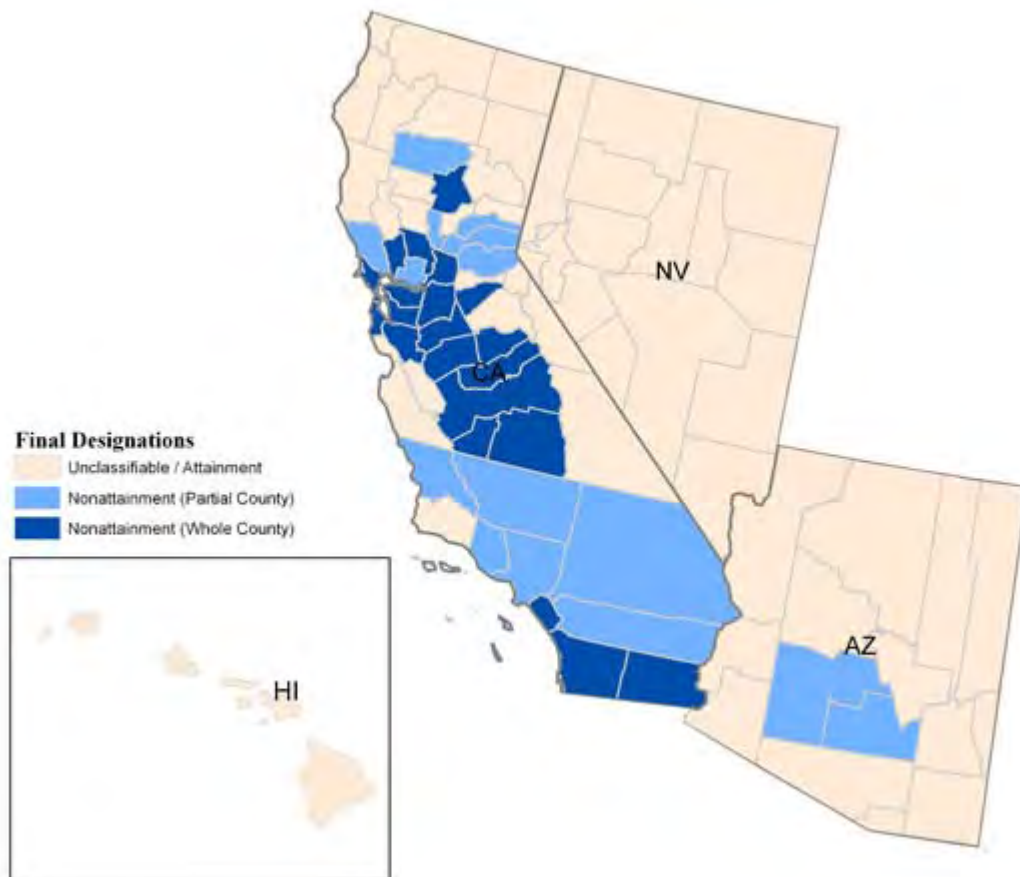 NV
CA
Final Designations
Unclassifiable / Attainment
Nonattainment (Partial County)
Nonattainment (Whole County)
AZ
HI